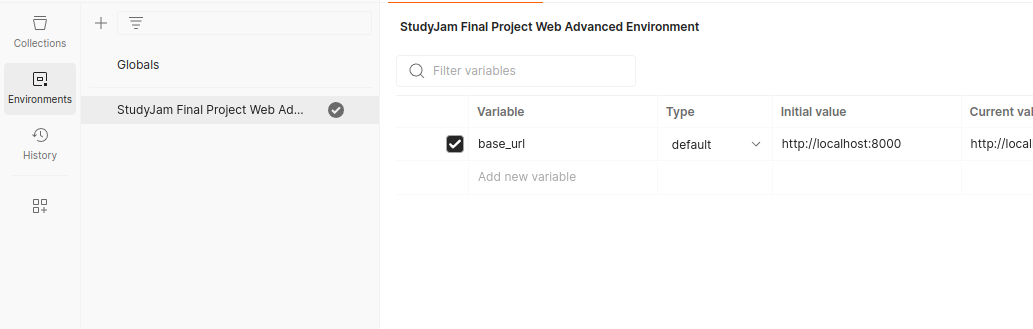 Collections
Environments
History
Globals
StudyJam Final Project Web Ad...
StudyJam Final Project Web Advanced Environment
Filter variables
Variable Type Initial value Current val
base_url default http://localhost:8000 http://local
Add new variable